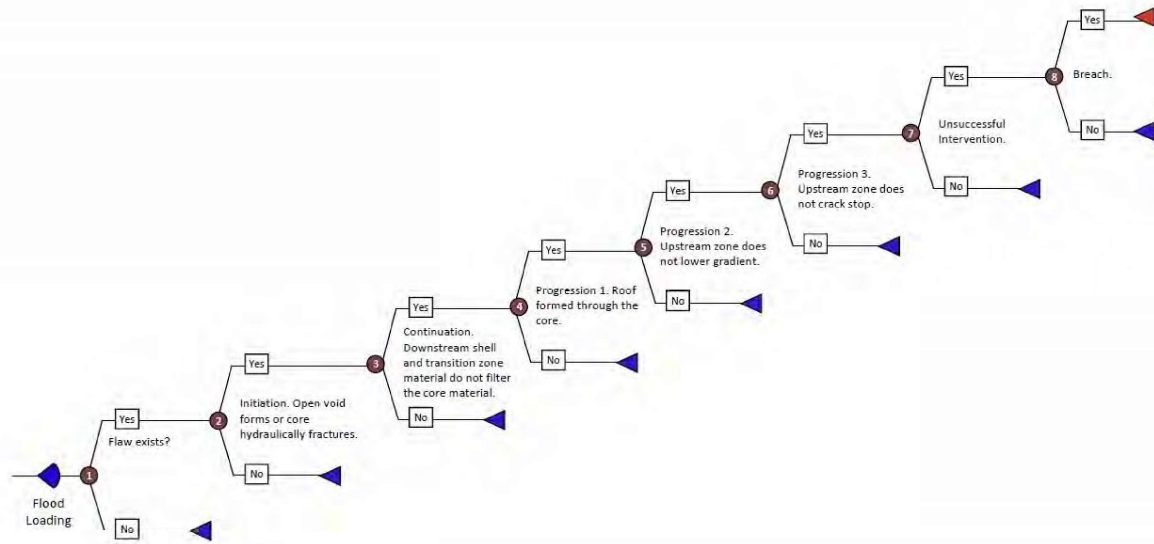 Flood
Loading
1
Yes
Flaw exists?
No
2
Yes
Initiation. Open void
forms or core
hydraulically fractures.
No
3
Yes
Continuation.
Downstream shell
and transition zone
material do not filter
the core material.
No
4
Yes
Progression 1. Roof
formed through the
core.
No
5
Yes
Progression 2.
Upstream zone does
not lower gradient.
No
6
Yes
Progression 3.
Upstream zone does
not crack stop.
No
7
Yes
Unsuccessful
Intervention.
No
8
Yes
Breach.
No